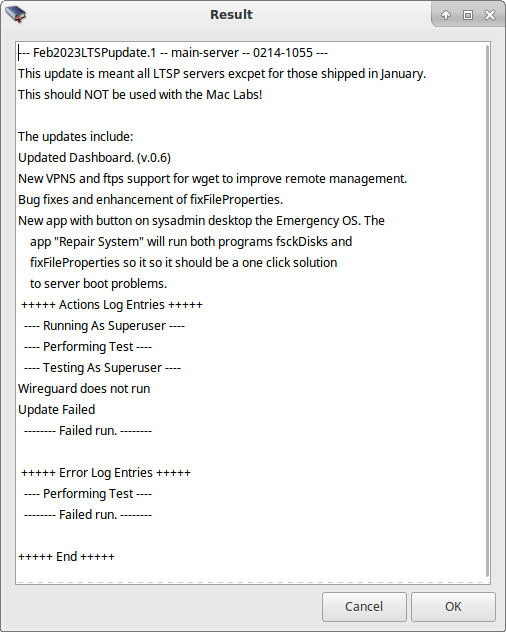 Result
--- Feb2023LTSPupdate.1 -- main-server -- 0214-1055 ---
This update is meant all LTSP servers excpet for those shipped in January.
This should NOT be used with the Mac Labs!
The updates include:
Updated Dashboard. (v.0.6)
New VPNS and ftps support for wget to improve remote management.
Bug fixes and enhancement of fixFileProperties.
New app with button on sysadmin desktop the Emergency OS. The
app "Repair System" will run both programs fsckDisks and
fixFileProperties so it so it should be a one click solution
to server boot problems.
+++++ Actions Log Entries +++++
---- Running As Superuser ----
---- Performing Test ----
---- Testing As Superuser ----
Wireguard does not run
Update Failed
-------- Failed run. --------
+++++ Error Log Entries +++++
---- Performing Test ----
-------- Failed run. --------
+++++ End +++++
Cancel OK